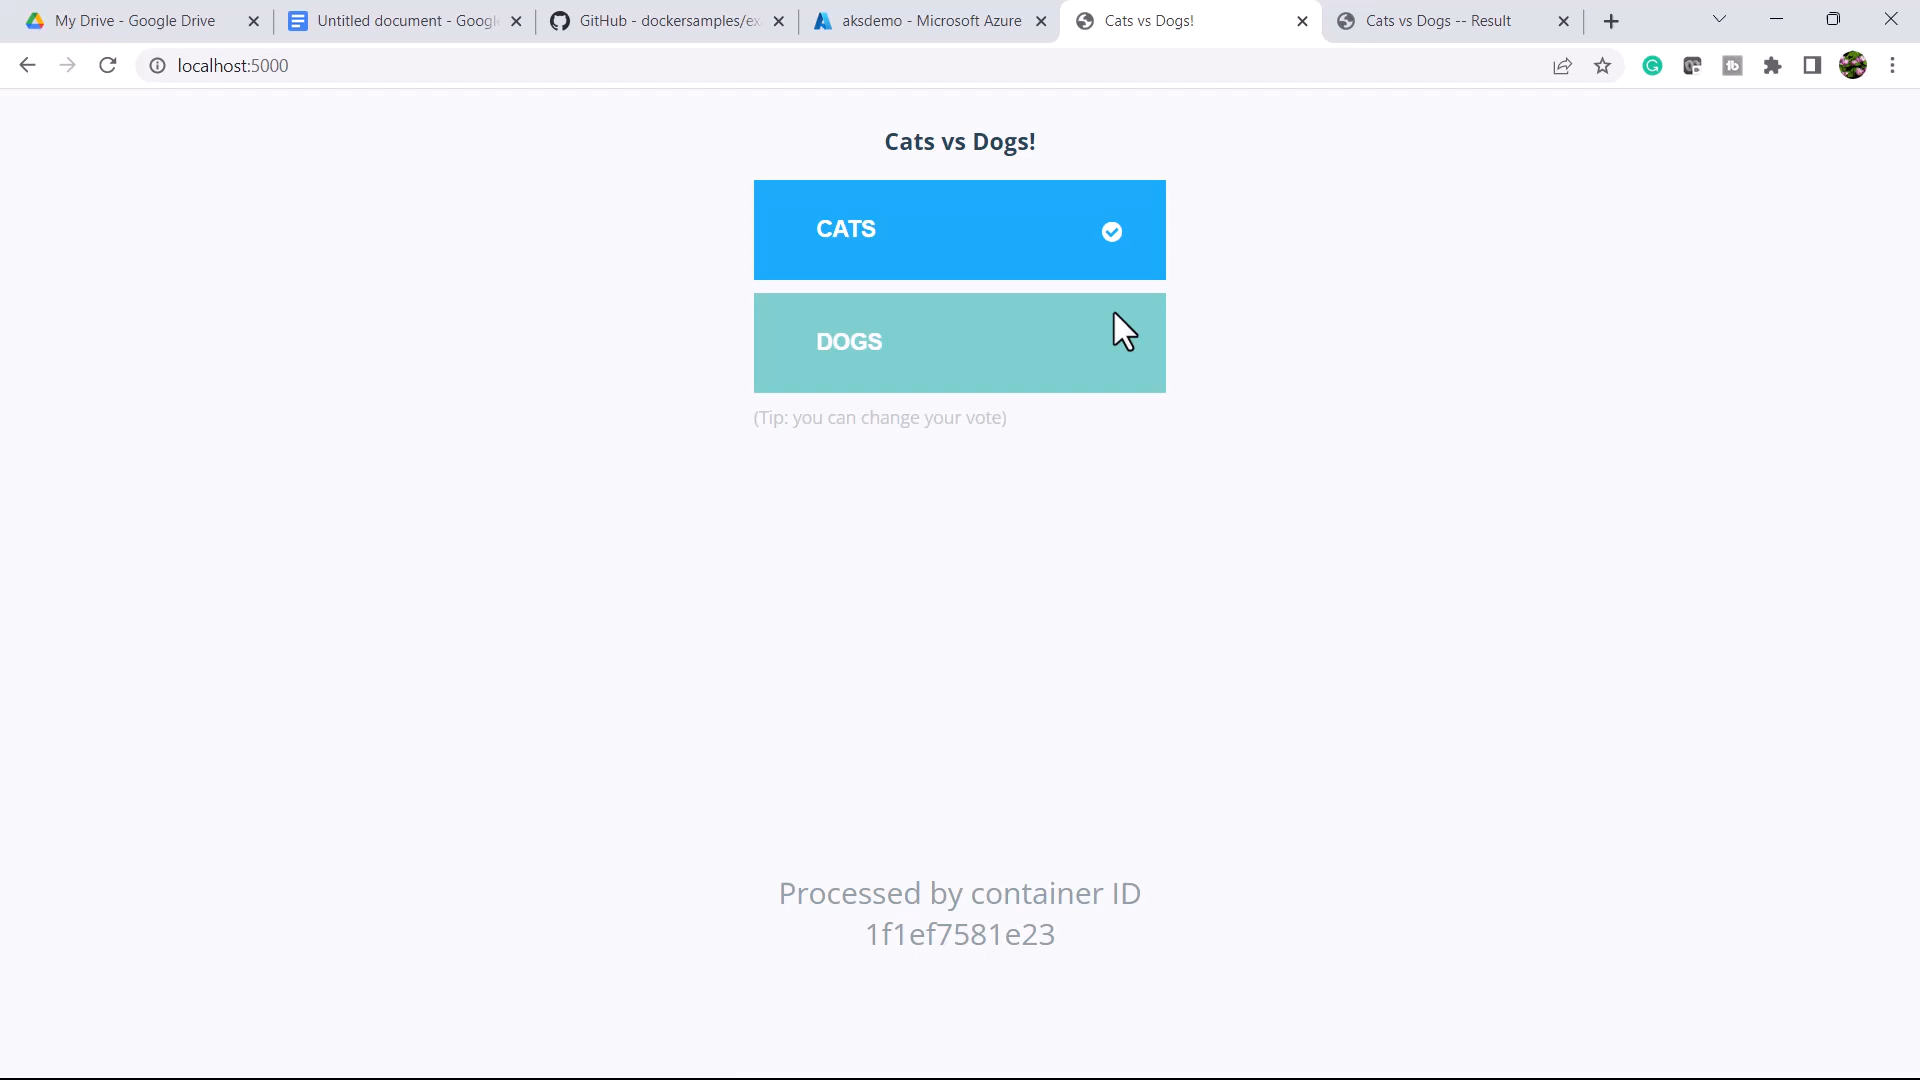 My Drive - Google Drive
Untitled document - Googl
GitHub - dockersamples/ex
aksdemo - Microsoft Azure
Cats vs Dogs!
Cats vs Dogs -- Result
localhost:5000
Cats vs Dogs!
CATS
DOGS
(Tip: you can change your vote)
Processed by container ID
1f1ef7581e23